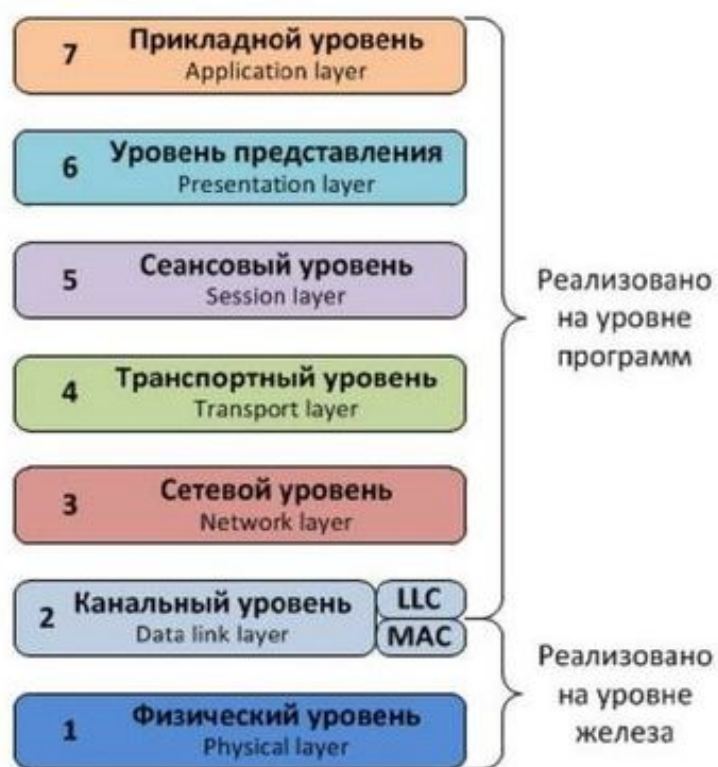 7 Прикладной уровень
Application layer
6 Уровень представления
Presentation layer
5 Сеансовый уровень
Session layer
4 Транспортный уровень
Transport layer
3 Сетевой уровень
Network layer
2 Канальный уровень
Data link layer
LLC
MAC
1 Физический уровень
Physical layer
Реализовано
на уровне
программ
Реализовано
на уровне
железа